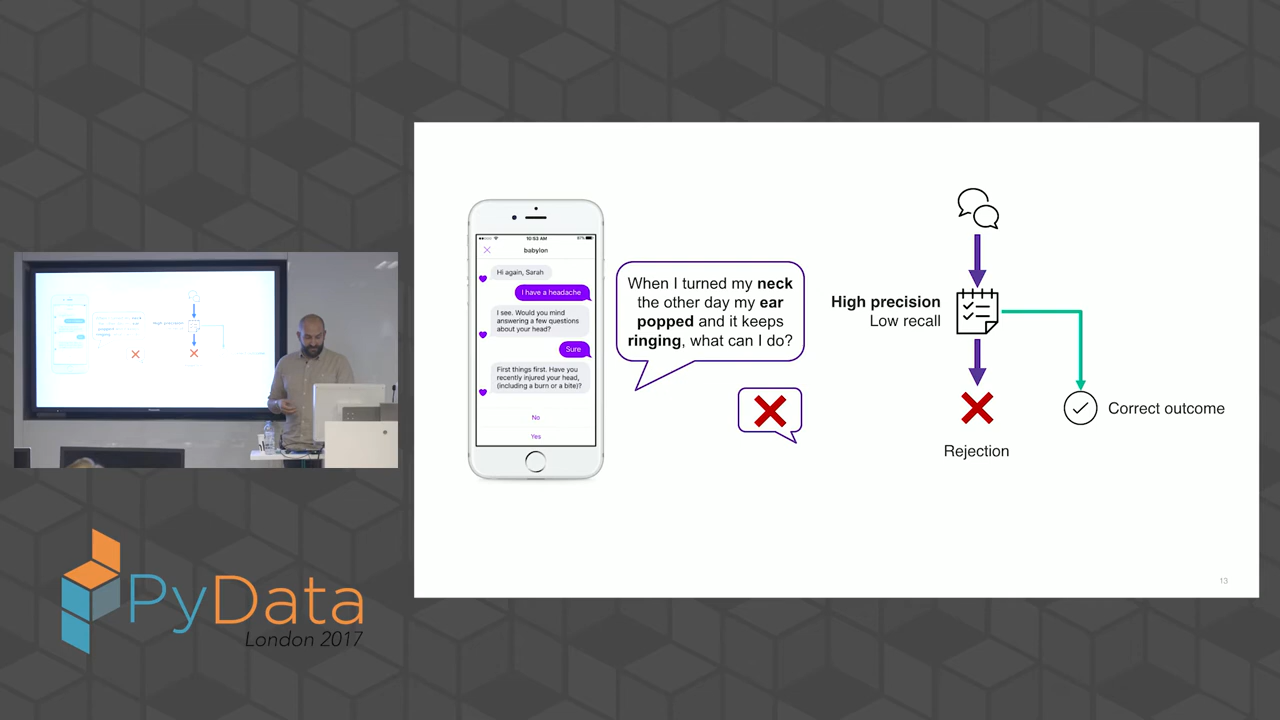 10:53 AM
97%
babylon
Hi again, Sarah
I have a headache
I see. Would you mind
answering a few questions
about your head?
Sure
First things first. Have you
recently injured your head,
(including a burn or a bite)?
No
Yes
When I turned my neck
the other day my ear
popped and it keeps
ringing, what can I do?
High precision
Low recall
Correct outcome
Rejection
13
PyData
London 2017